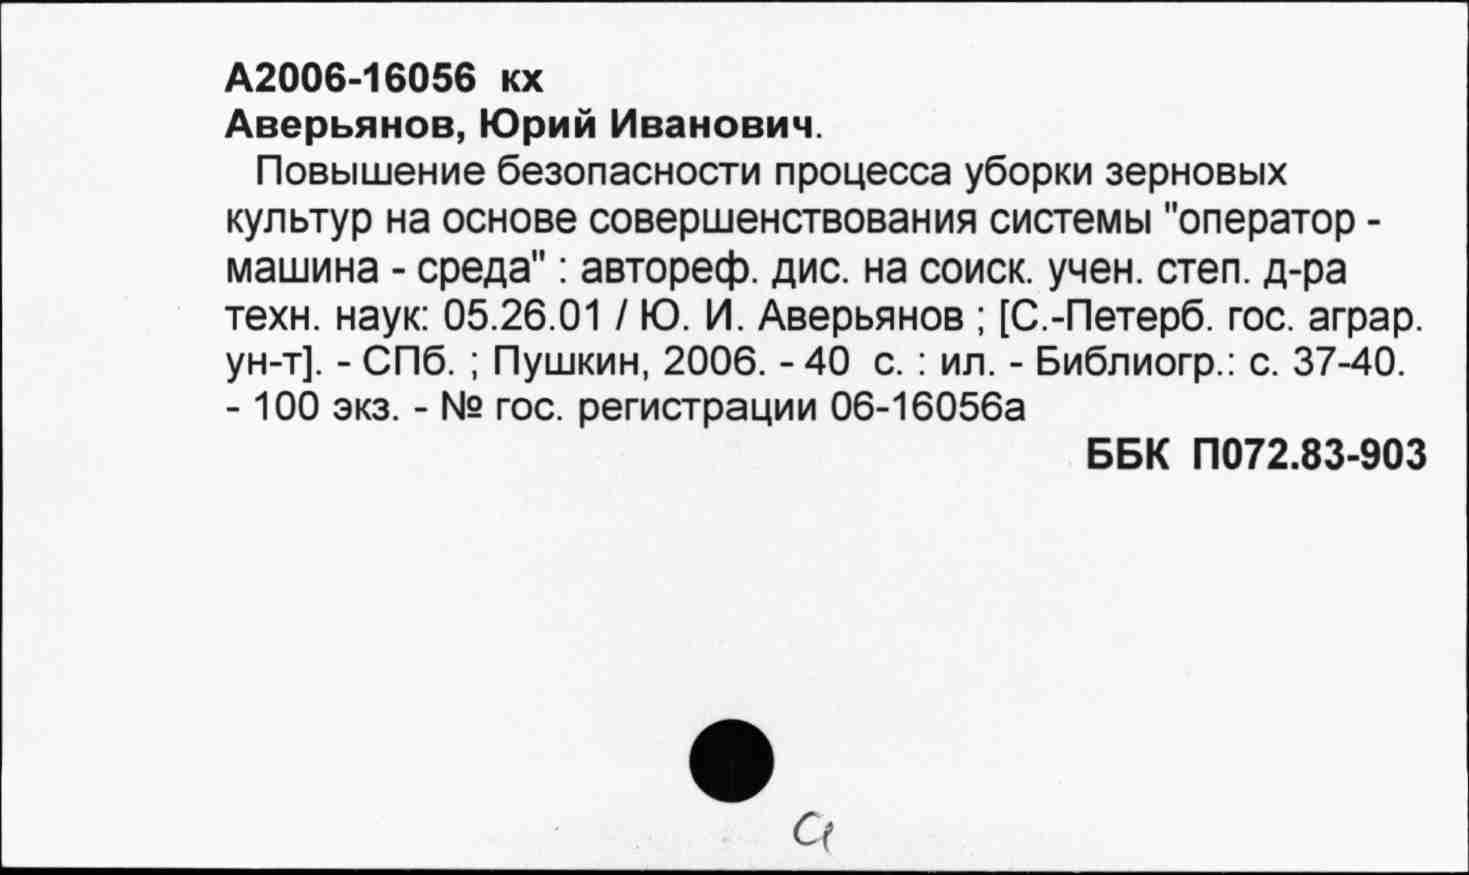 А2006-16056 кх
Аверьянов, Юрий Иванович.
Повышение безопасности процесса уборки зерновых
культур на основе совершенствования системы "оператор -
машина - среда" : автореф. дис. на соиск. учен. степ. д-ра
техн. наук: 05.26.01 / Ю. И. Аверьянов ; [С.-Петерб. гос. аграр.
ун-т]. - СПб. ; Пушкин, 2006. - 40 с. : ил. - Библиогр.: с. 37-40.
- 100 экз. - № гос. регистрации 06-16056а
ББК П072.83-903